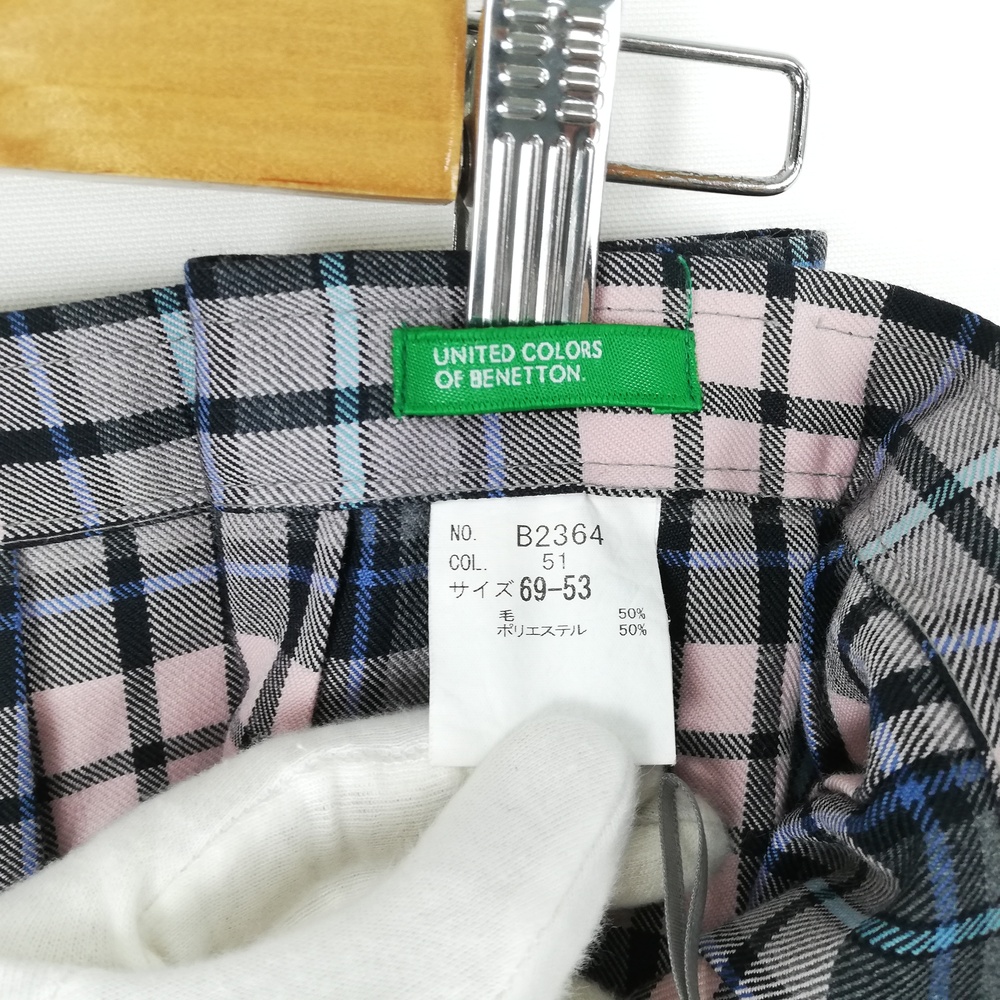 UNITED COLORS
OF BENETTON.
NO. B2364
COL. 51
サイズ 69-53
毛 50%
ポリエステル 50%